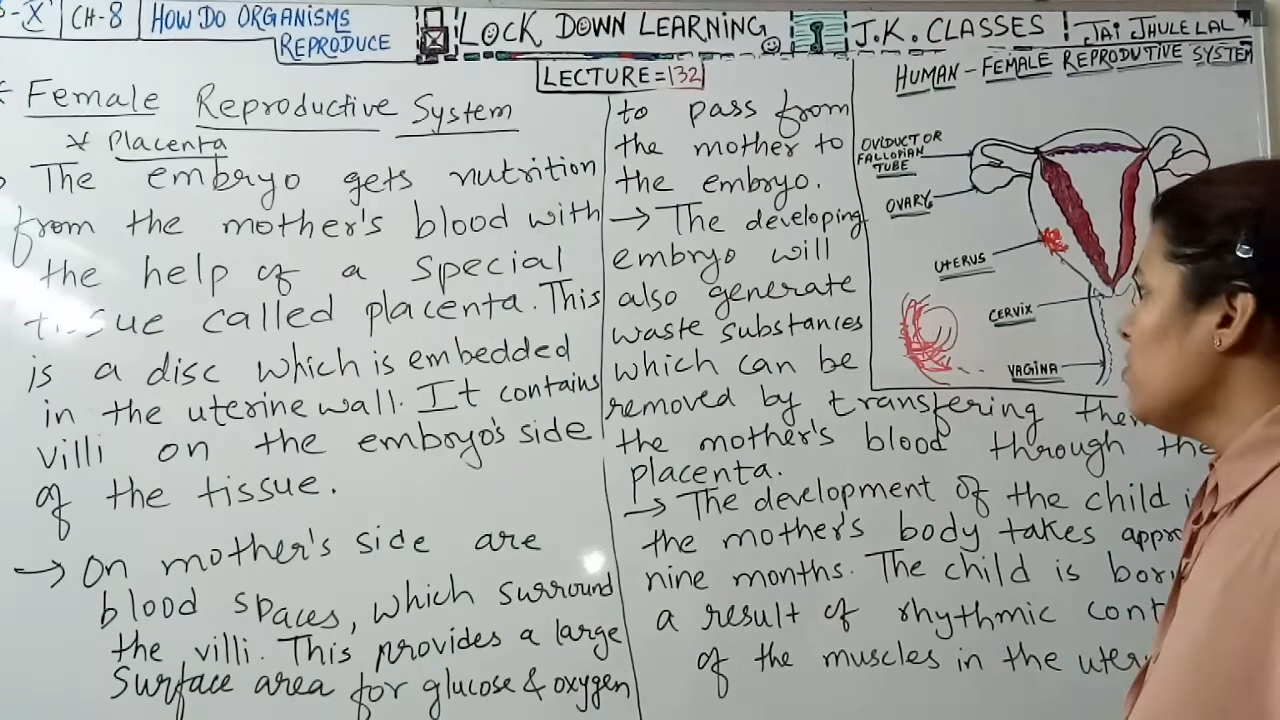 X CH-8 HOW DO ORGANISMS
REPRODUCE
LOCK DOWN LEARNING
J.K. CLASSES ! JAI JHULELAL
LECTURE=132
Female Reproductive System
* Placenta
The embryo gets nutrition
from the mother's blood with
the help of a special
tissue called placenta. This
is a disc which is embedded
in the uterine wall. It contains
villi on the embryo's side
of the tissue.
→ On mother's side are
blood spaces, which surround
the villi. This provides a large
surface area for glucose & oxygen
to pass from
the mother to
the embryo.
→ The developing
embryo will
also generate
waste substances
which can be
removed by transfering
the mother's blood through the
placenta.
→ The development of the child
the mother's body takes
nine months. The child is
a result of rhythmic
of the muscles in the
HUMAN - FEMALE REPRODUTIVE SYSTEM
OVIDUCT OR
FALLOPIAN
TUBE
OVARY
UTERUS
CERVIX
VAGINA